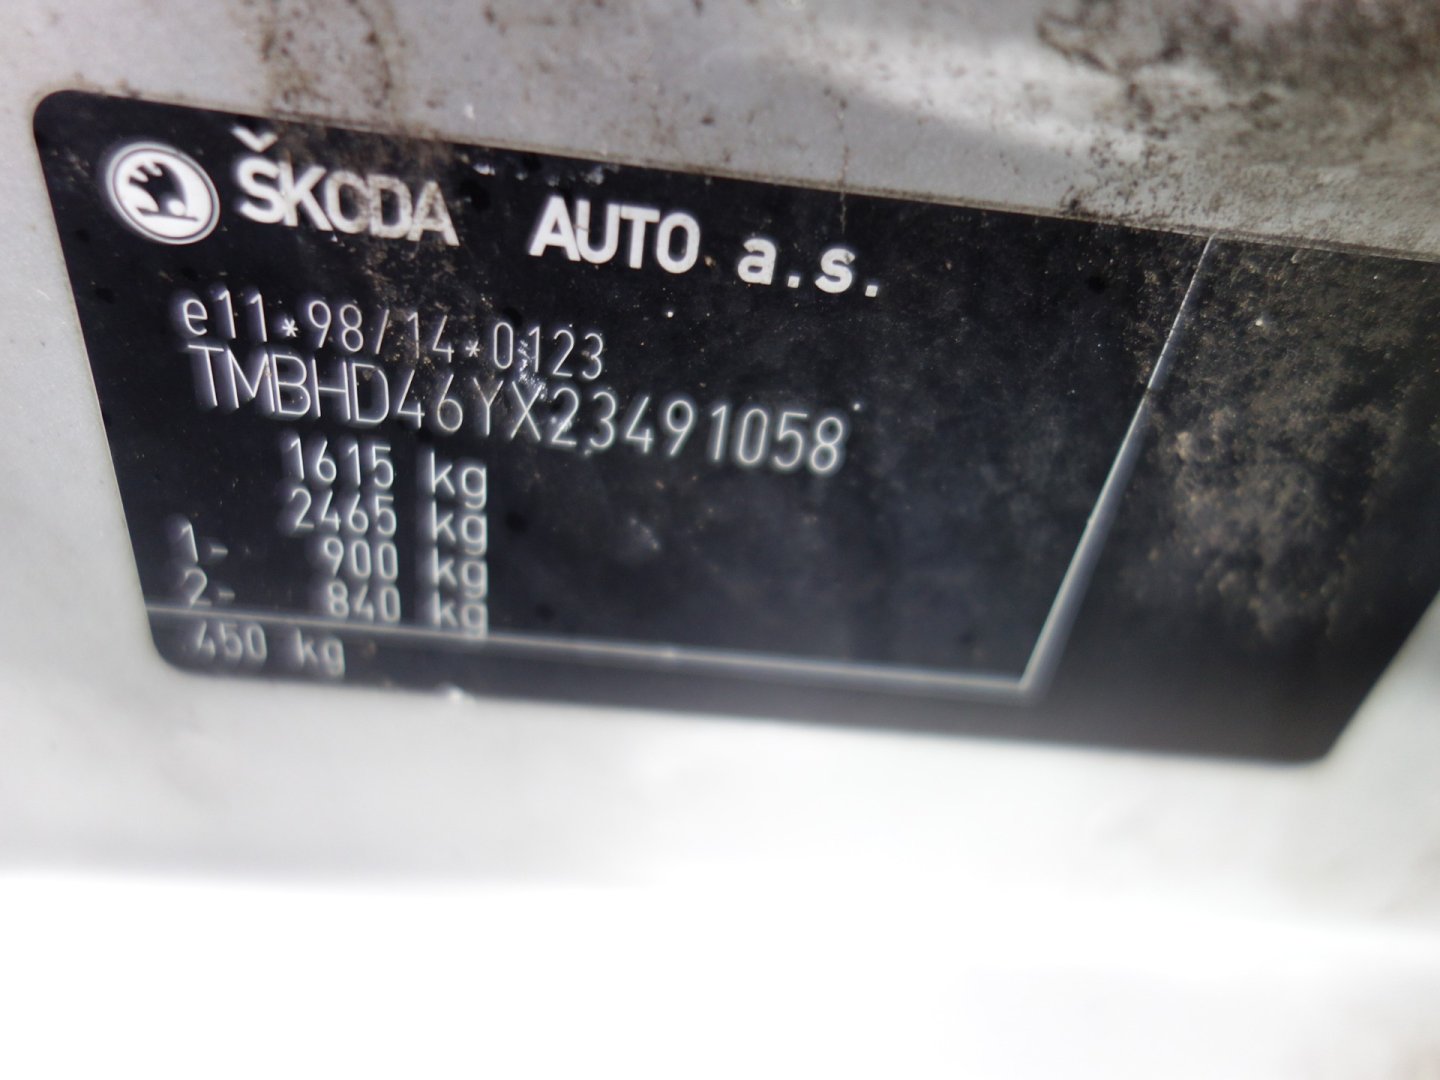 ŠKODA AUTO a.s.
e11*98/14*0123
TMBHD46YX23491058
1615 kg
2465 kg
1- 900 kg
2- 840 kg
450 kg